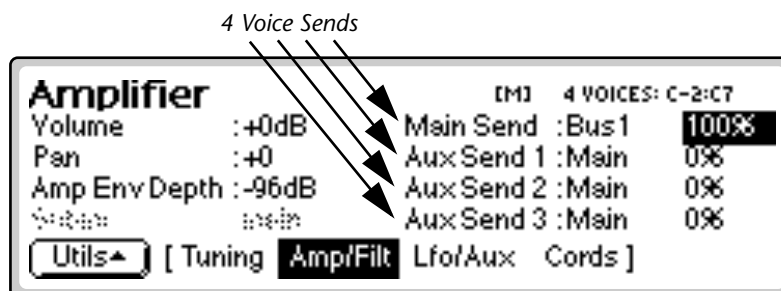 4 Voice Sends
Amplifier [M] 4 VOICES: C-2:C7
Volume :+0dB Main Send :Bus1 100%
Pan :+0 Aux Send 1 :Main 0%
Amp Env Depth :-96dB Aux Send 2 :Main 0%
Aux Send 3 :Main 0%
Utils [ Tuning Amp/Filt Lfo/Aux Cords ]